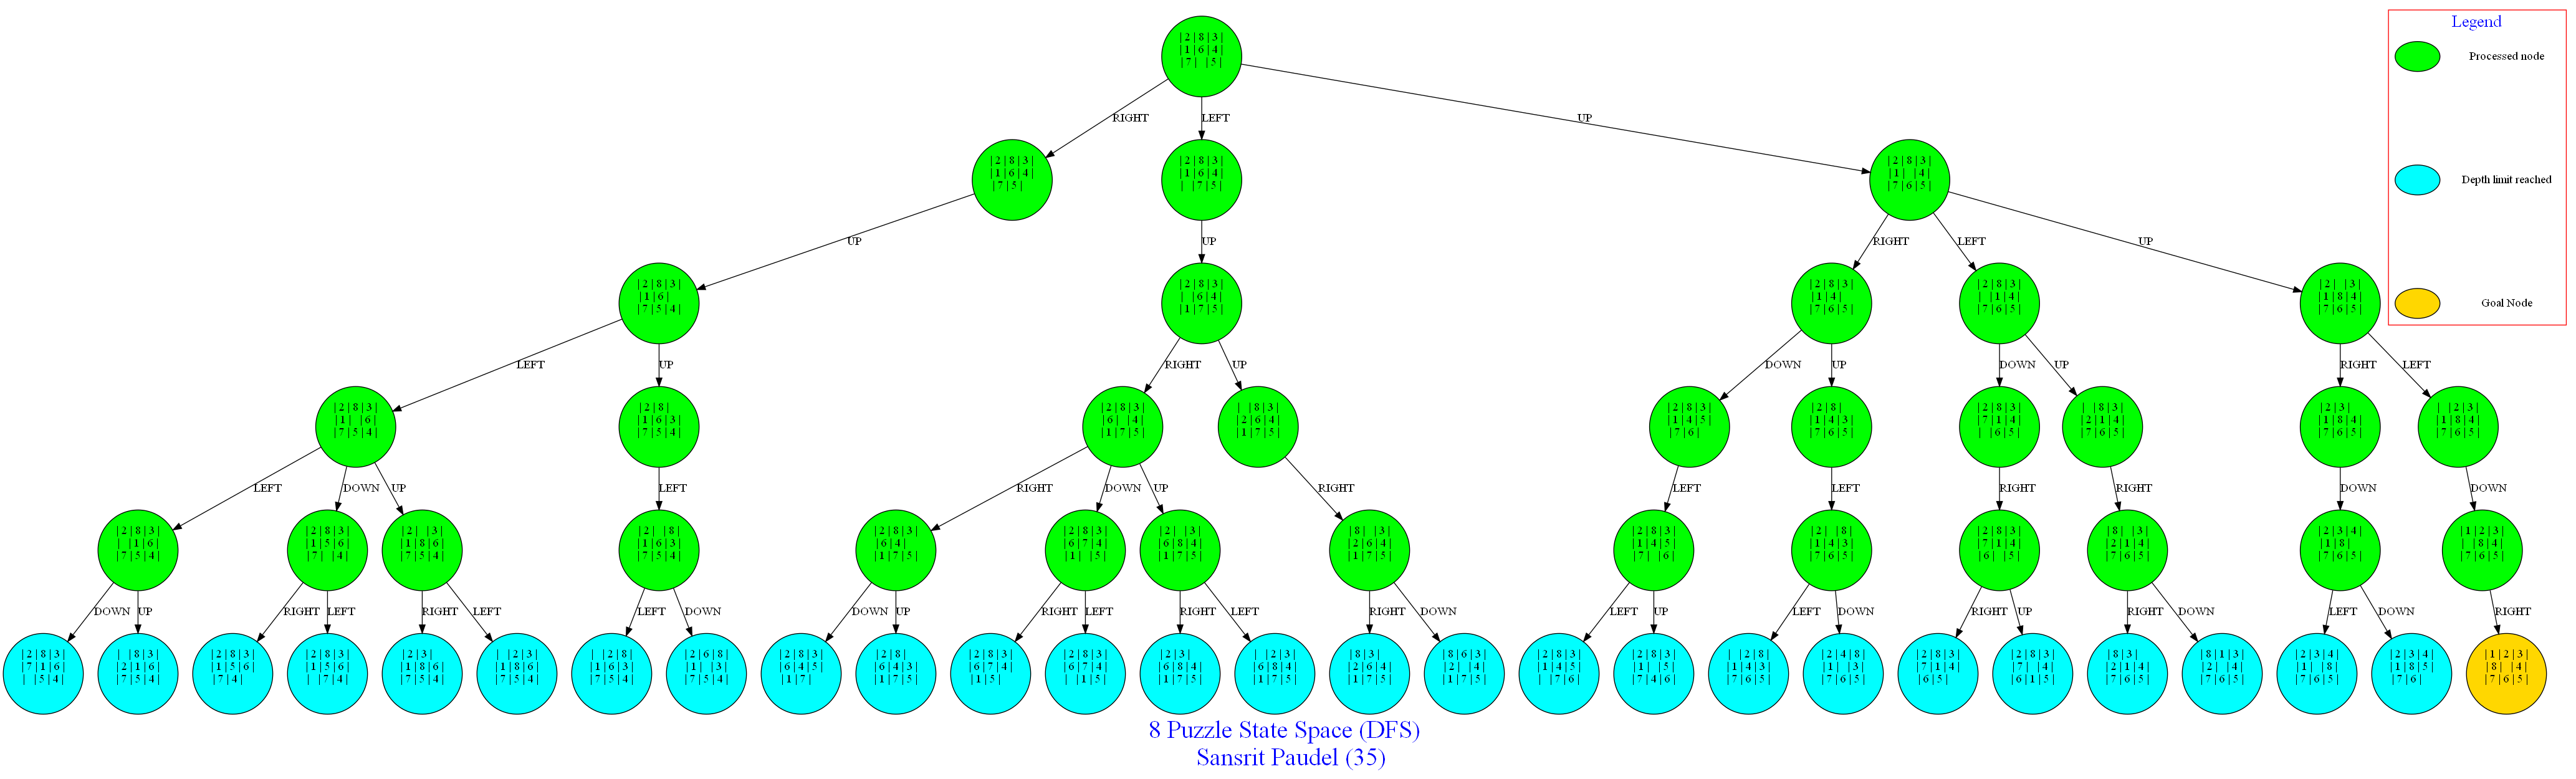 Legend
Processed node
Depth limit reached
Goal Node
| 2 | 8 | 3 |
| 1 | 6 | 4 |
| 7 |   | 5 |
RIGHT
LEFT
UP
| 2 | 8 | 3 |
| 1 | 6 | 4 |
| 7 | 5 |
| 2 | 8 | 3 |
| 1 | 6 | 4 |
|   | 7 | 5 |
| 2 | 8 | 3 |
| 1 |   | 4 |
| 7 | 6 | 5 |
UP
UP
RIGHT
LEFT
UP
| 2 | 8 | 3 |
| 1 | 6 |
| 7 | 5 | 4 |
| 2 | 8 | 3 |
|   | 6 | 4 |
| 1 | 7 | 5 |
| 2 | 8 | 3 |
| 1 | 4 |
| 7 | 6 | 5 |
| 2 | 8 | 3 |
|   | 1 | 4 |
| 7 | 6 | 5 |
| 2 |   | 3 |
| 1 | 8 | 4 |
| 7 | 6 | 5 |
LEFT
UP
RIGHT
UP
DOWN
UP
DOWN
UP
RIGHT
LEFT
| 2 | 8 | 3 |
| 1 |   | 6 |
| 7 | 5 | 4 |
| 2 | 8 |
| 1 | 6 | 3 |
| 7 | 5 | 4 |
| 2 | 8 | 3 |
| 6 |   | 4 |
| 1 | 7 | 5 |
|   | 8 | 3 |
| 2 | 6 | 4 |
| 1 | 7 | 5 |
| 2 | 8 | 3 |
| 1 | 4 | 5 |
| 7 | 6 |
| 2 | 8 |
| 1 | 4 | 3 |
| 7 | 6 | 5 |
| 2 | 8 | 3 |
| 7 | 1 | 4 |
|   | 6 | 5 |
|   | 8 | 3 |
| 2 | 1 | 4 |
| 7 | 6 | 5 |
| 2 | 3 |
| 1 | 8 | 4 |
| 7 | 6 | 5 |
|   | 2 | 3 |
| 1 | 8 | 4 |
| 7 | 6 | 5 |
LEFT
DOWN
UP
LEFT
RIGHT
DOWN
UP
RIGHT
LEFT
LEFT
RIGHT
RIGHT
DOWN
DOWN
| 2 | 8 | 3 |
|   | 1 | 6 |
| 7 | 5 | 4 |
| 2 | 8 | 3 |
| 1 | 5 | 6 |
| 7 |   | 4 |
| 2 |   | 3 |
| 1 | 8 | 6 |
| 7 | 5 | 4 |
| 2 |   | 8 |
| 1 | 6 | 3 |
| 7 | 5 | 4 |
| 2 | 8 | 3 |
| 6 | 4 |
| 1 | 7 | 5 |
| 2 | 8 | 3 |
| 6 | 7 | 4 |
| 1 |   | 5 |
| 2 |   | 3 |
| 6 | 8 | 4 |
| 1 | 7 | 5 |
| 8 |   | 3 |
| 2 | 6 | 4 |
| 1 | 7 | 5 |
| 2 | 8 | 3 |
| 1 | 4 | 5 |
| 7 |   | 6 |
| 2 |   | 8 |
| 1 | 4 | 3 |
| 7 | 6 | 5 |
| 2 | 8 | 3 |
| 7 | 1 | 4 |
| 6 |   | 5 |
| 8 |   | 3 |
| 2 | 1 | 4 |
| 7 | 6 | 5 |
| 2 | 3 | 4 |
| 1 | 8 |
| 7 | 6 | 5 |
| 1 | 2 | 3 |
|   | 8 | 4 |
| 7 | 6 | 5 |
DOWN
UP
RIGHT
LEFT
RIGHT
LEFT
LEFT
DOWN
DOWN
UP
RIGHT
LEFT
RIGHT
LEFT
RIGHT
DOWN
LEFT
UP
LEFT
DOWN
RIGHT
UP
RIGHT
DOWN
LEFT
DOWN
RIGHT
| 2 | 8 | 3 |
| 7 | 1 | 6 |
|   | 5 | 4 |
|   | 8 | 3 |
| 2 | 1 | 6 |
| 7 | 5 | 4 |
| 2 | 8 | 3 |
| 1 | 5 | 6 |
| 7 | 4 |
| 2 | 8 | 3 |
| 1 | 5 | 6 |
|   | 7 | 4 |
| 2 | 3 |
| 1 | 8 | 6 |
| 7 | 5 | 4 |
|   | 2 | 3 |
| 1 | 8 | 6 |
| 7 | 5 | 4 |
|   | 2 | 8 |
| 1 | 6 | 3 |
| 7 | 5 | 4 |
| 2 | 6 | 8 |
| 1 |   | 3 |
| 7 | 5 | 4 |
| 2 | 8 | 3 |
| 6 | 4 | 5 |
| 1 | 7 |
| 2 | 8 |
| 6 | 4 | 3 |
| 1 | 7 | 5 |
| 2 | 8 | 3 |
| 6 | 7 | 4 |
| 1 | 5 |
| 2 | 8 | 3 |
| 6 | 7 | 4 |
|   | 1 | 5 |
| 2 | 3 |
| 6 | 8 | 4 |
| 1 | 7 | 5 |
|   | 2 | 3 |
| 6 | 8 | 4 |
| 1 | 7 | 5 |
| 8 | 3 |
| 2 | 6 | 4 |
| 1 | 7 | 5 |
| 8 | 6 | 3 |
| 2 |   | 4 |
| 1 | 7 | 5 |
| 2 | 8 | 3 |
| 1 | 4 | 5 |
|   | 7 | 6 |
| 2 | 8 | 3 |
| 1 |   | 5 |
| 7 | 4 | 6 |
|   | 2 | 8 |
| 1 | 4 | 3 |
| 7 | 6 | 5 |
| 2 | 4 | 8 |
| 1 |   | 3 |
| 7 | 6 | 5 |
| 2 | 8 | 3 |
| 7 | 1 | 4 |
| 6 | 5 |
| 2 | 8 | 3 |
| 7 |   | 4 |
| 6 | 1 | 5 |
| 8 | 3 |
| 2 | 1 | 4 |
| 7 | 6 | 5 |
| 8 | 1 | 3 |
| 2 |   | 4 |
| 7 | 6 | 5 |
| 2 | 3 | 4 |
| 1 |   | 8 |
| 7 | 6 | 5 |
| 2 | 3 | 4 |
| 1 | 8 | 5 |
| 7 | 6 |
| 1 | 2 | 3 |
| 8 |   | 4 |
| 7 | 6 | 5 |
8 Puzzle State Space (DFS)
Sansrit Paudel (35)